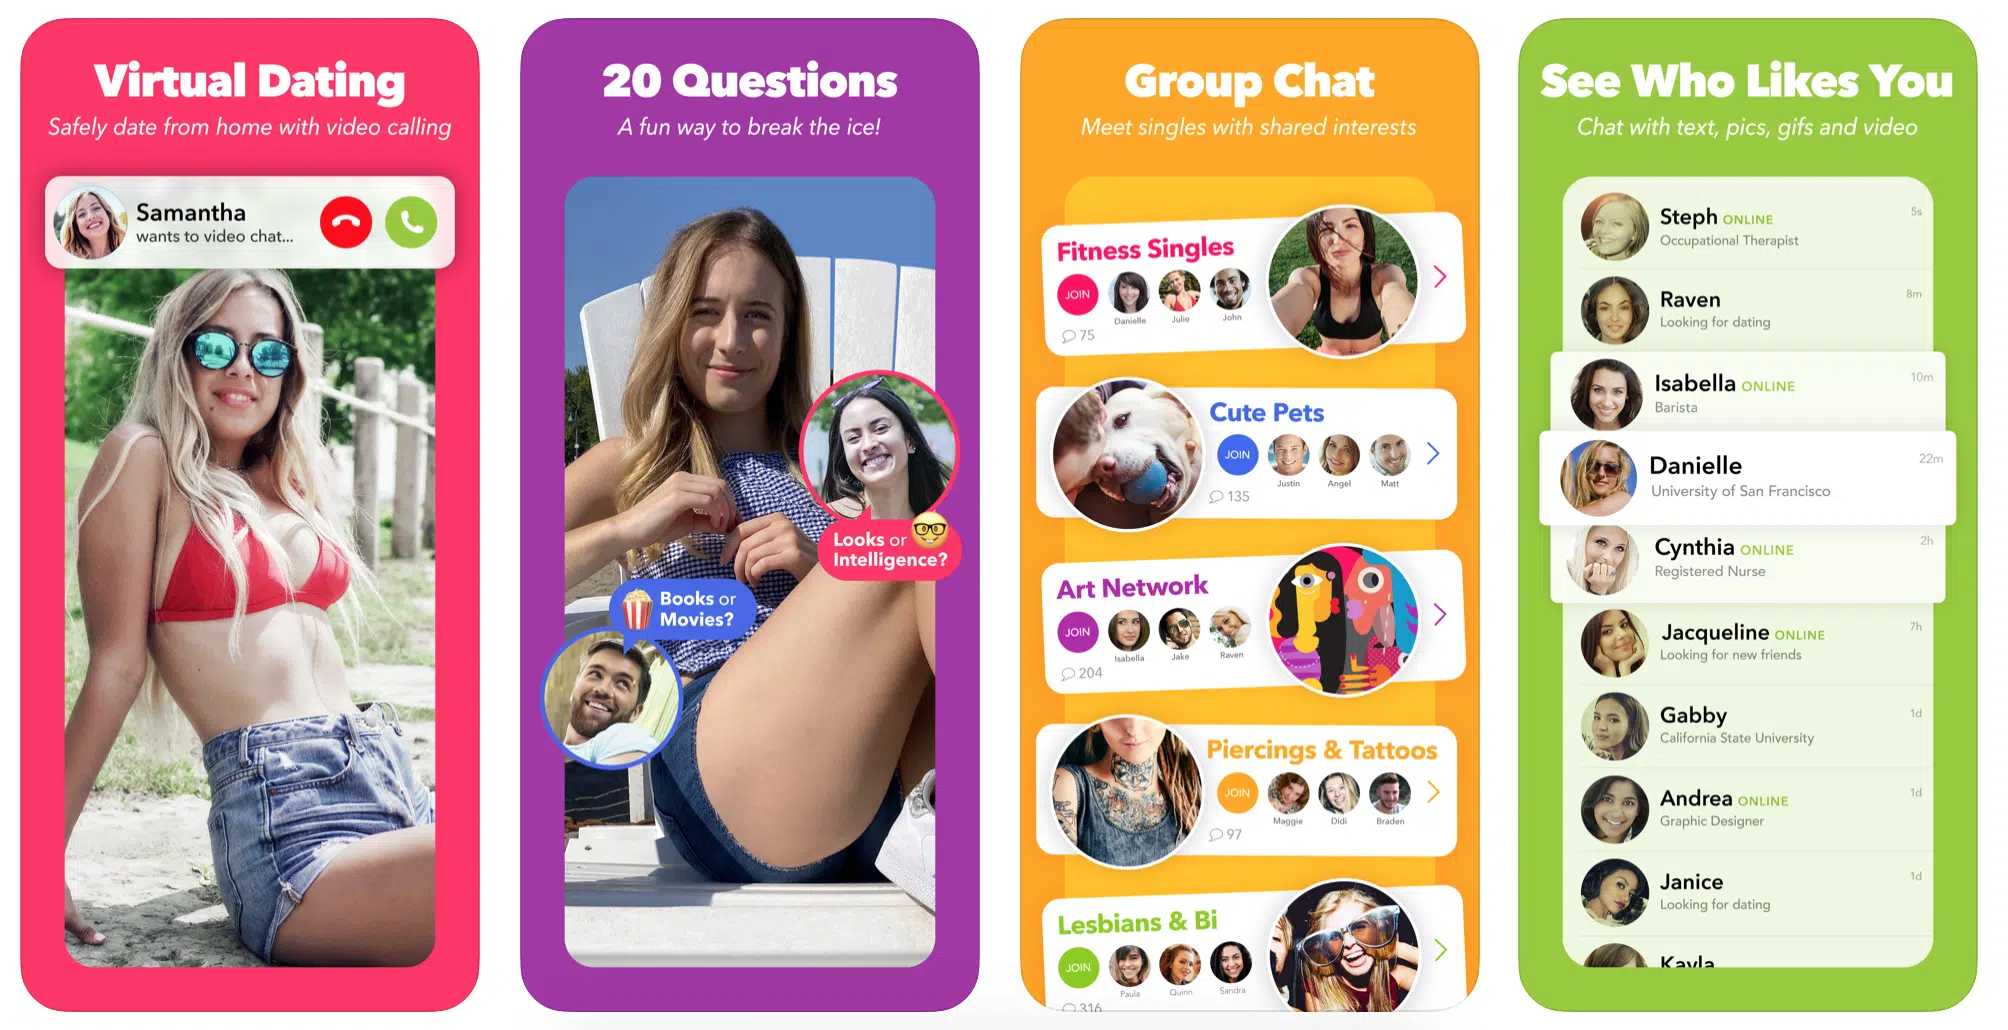 Virtual Dating
Safely date from home with video calling
Samantha
wants to video chat...
20 Questions
A fun way to break the ice!
Looks or
Intelligence?
Books or
Movies?
Group Chat
Meet singles with shared interests
Fitness Singles
JOIN
Danielle
Julie
John
75
Cute Pets
JOIN
Justin
Angel
Matt
135
Art Network
JOIN
Isabella
Jake
Raven
204
Piercings & Tattoos
JOIN
Maggie
Didi
Braden
97
Lesbians & Bi
JOIN
Paula
Quinn
Sandra
316
See Who Likes You
Chat with text, pics, gifs and video
Steph ONLINE 5s
Occupational Therapist
Raven 8m
Looking for dating
Isabella ONLINE 10m
Barista
Danielle 22m
University of San Francisco
Cynthia ONLINE 2h
Registered Nurse
Jacqueline ONLINE 7h
Looking for new friends
Gabby 1d
California State University
Andrea ONLINE 1d
Graphic Designer
Janice 1d
Looking for dating
Kayla